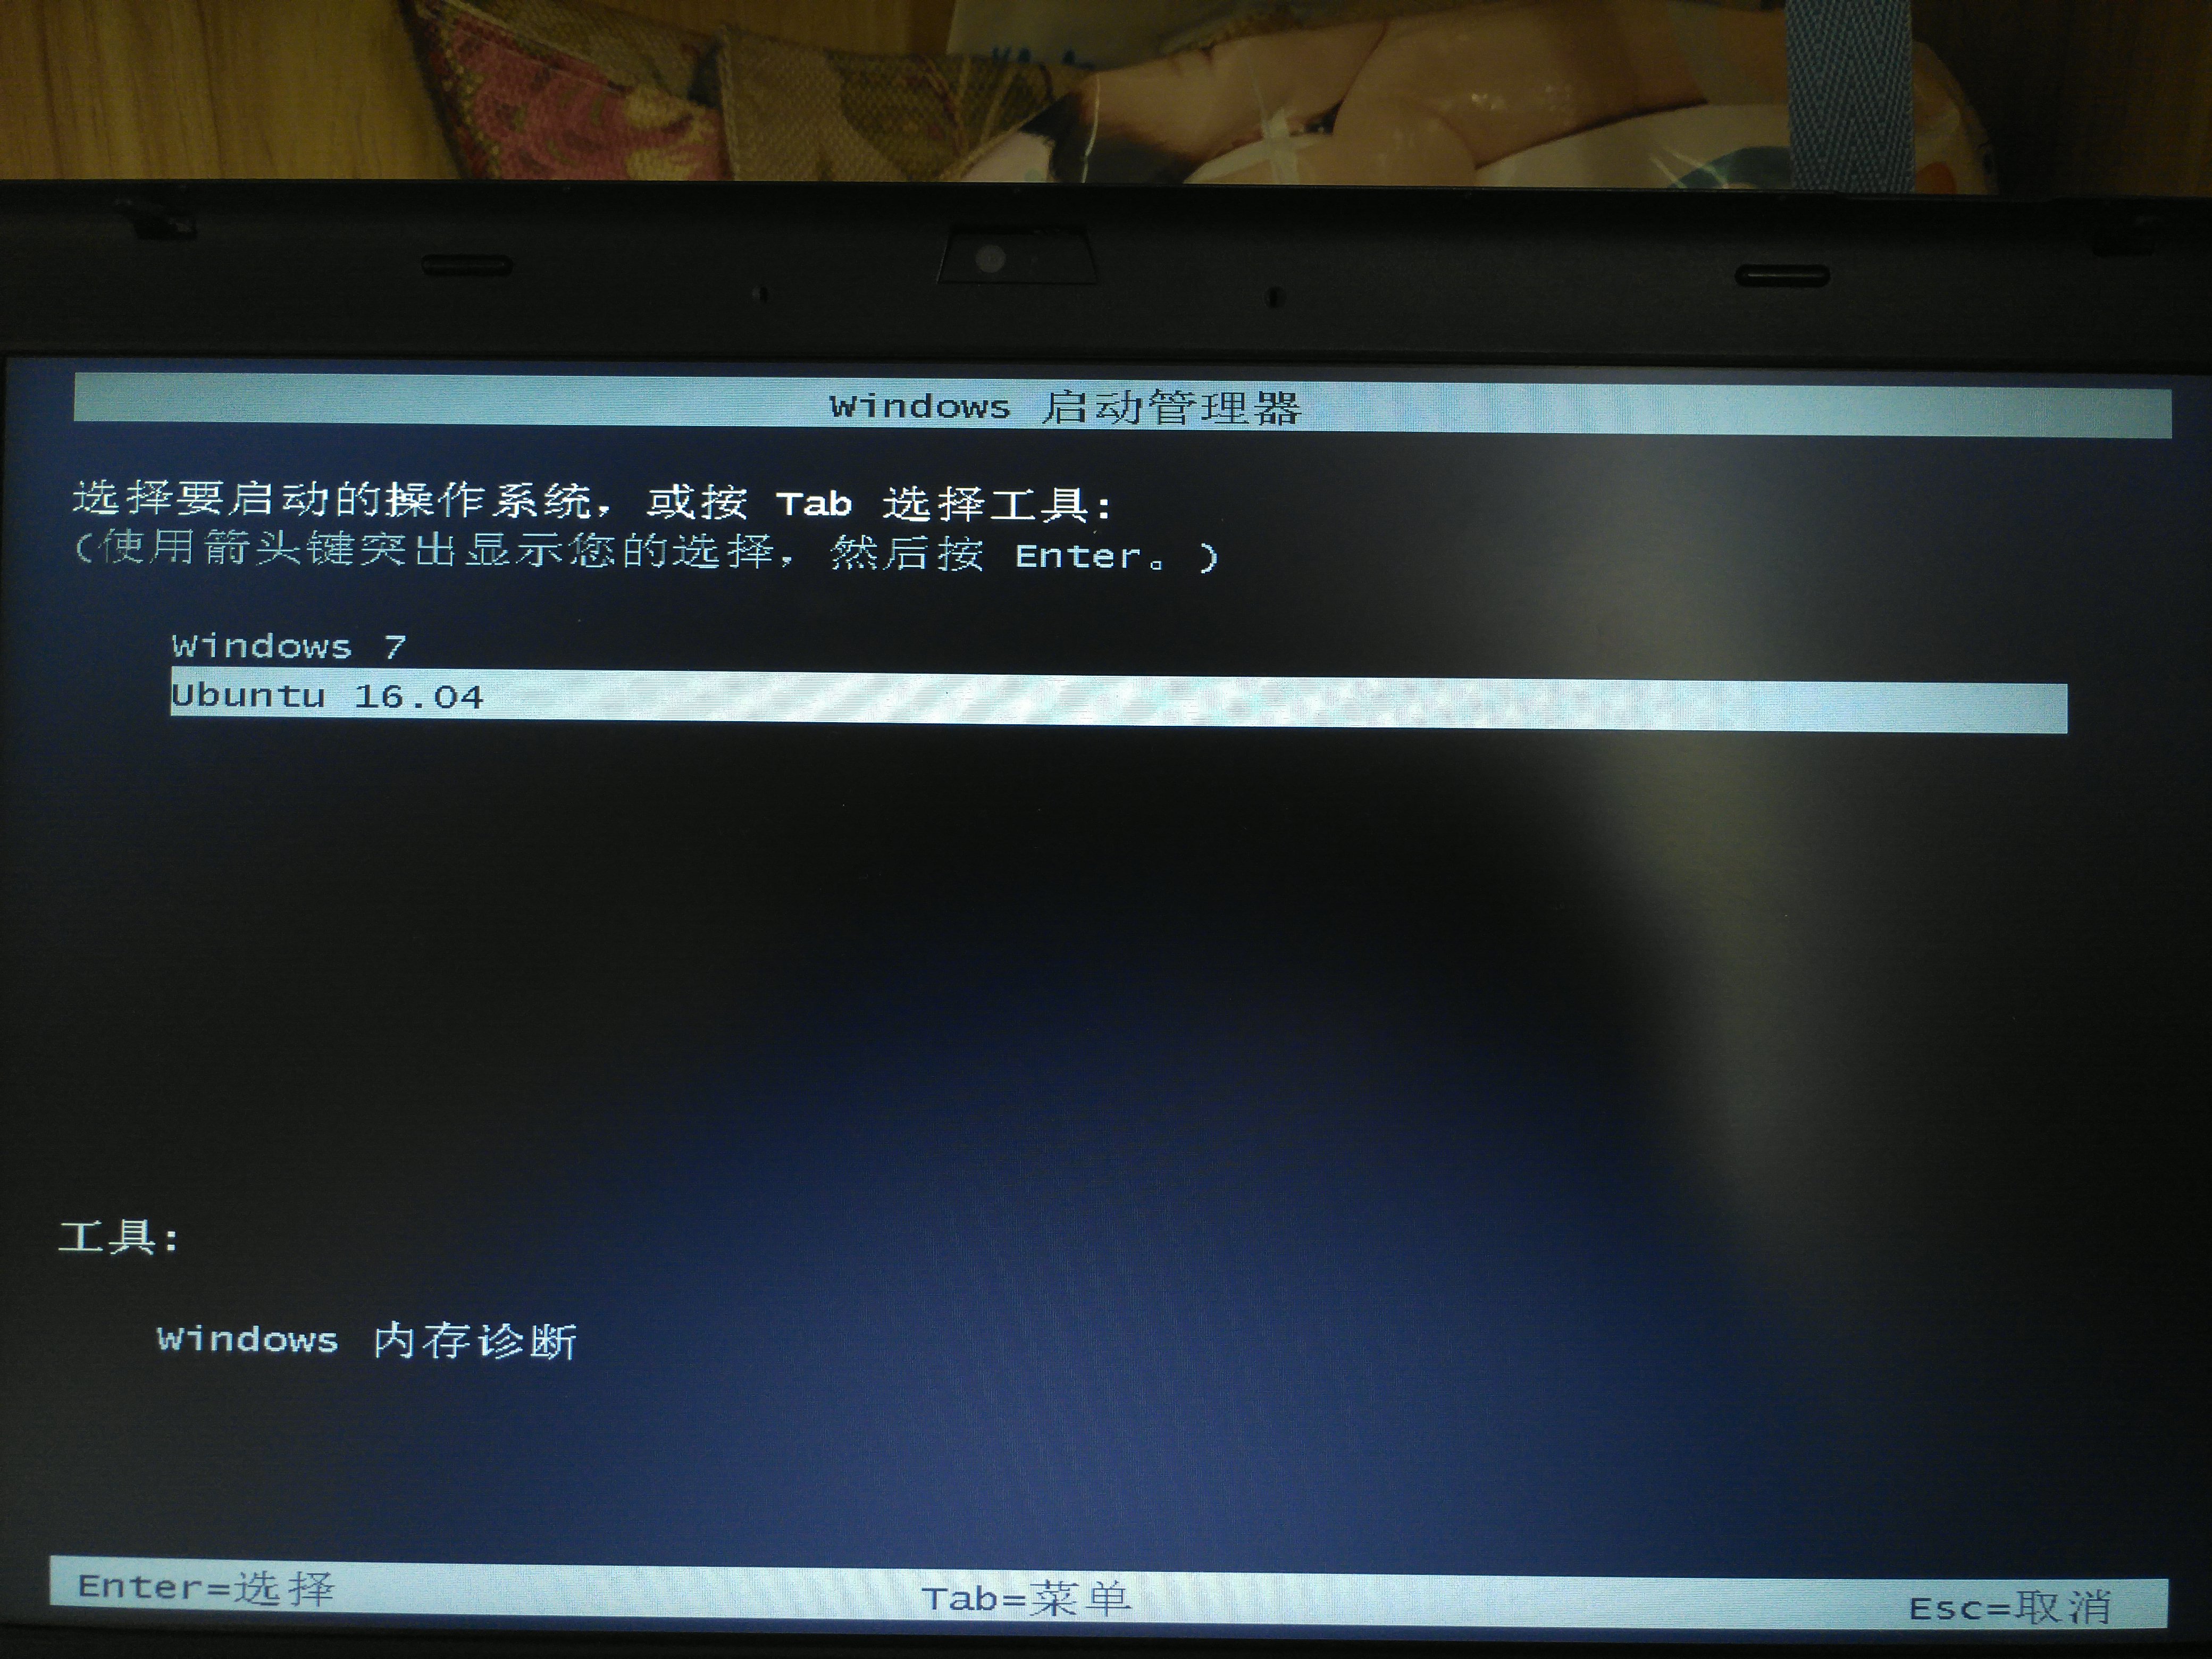 Windows 启动管理器
选择要启动的操作系统，或按 Tab 选择工具:
(使用箭头键突出显示您的选择，然后按 Enter。)
Windows 7
Ubuntu 16.04
工具:
Windows 内存诊断
Enter=选择 Tab=菜单 Esc=取消